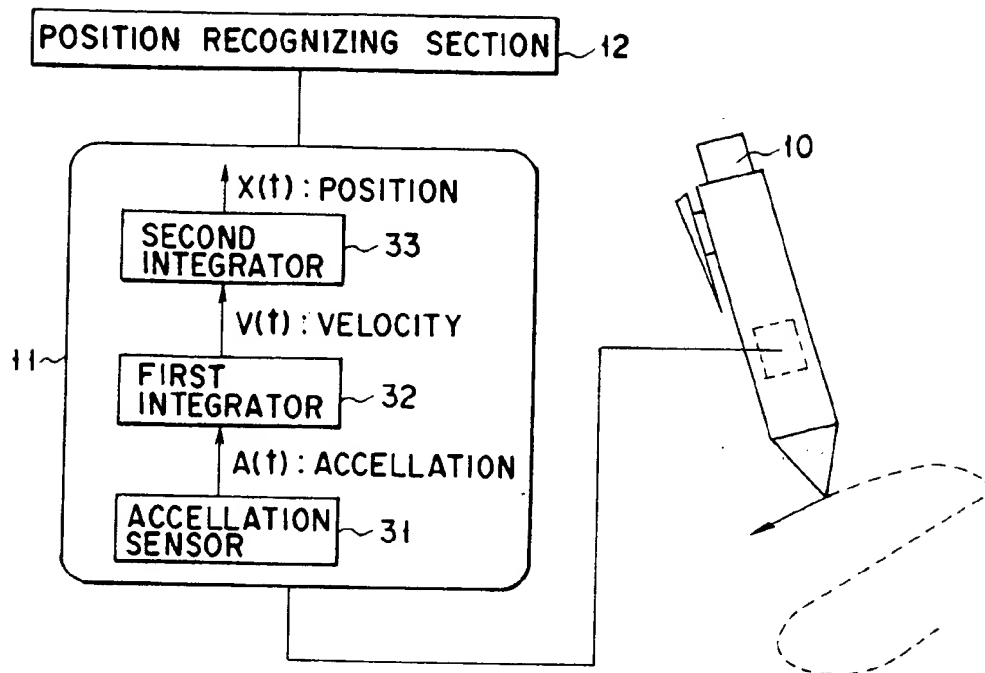 POSITION RECOGNIZING SECTION
12
10
X(t) : POSITION
SECOND
INTEGRATOR
33
V(t) : VELOCITY
11
FIRST
INTEGRATOR
32
A(t) : ACCELLATION
ACCELLATION
SENSOR
31